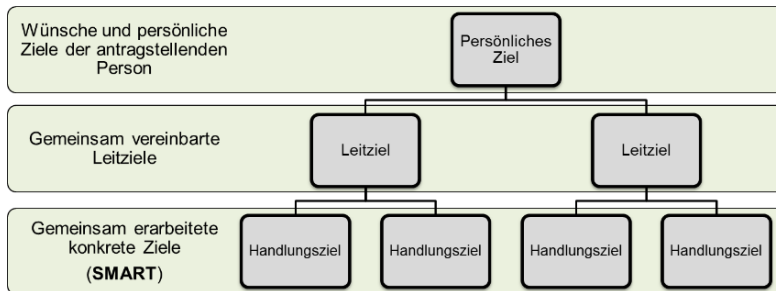 Wünsche und persönliche
Ziele der antragstellenden
Person
Persönliches
Ziel
Gemeinsam vereinbarte
Leitziele
Leitziel
Leitziel
Gemeinsam erarbeitete
konkrete Ziele
(SMART)
Handlungsziel
Handlungsziel
Handlungsziel
Handlungsziel